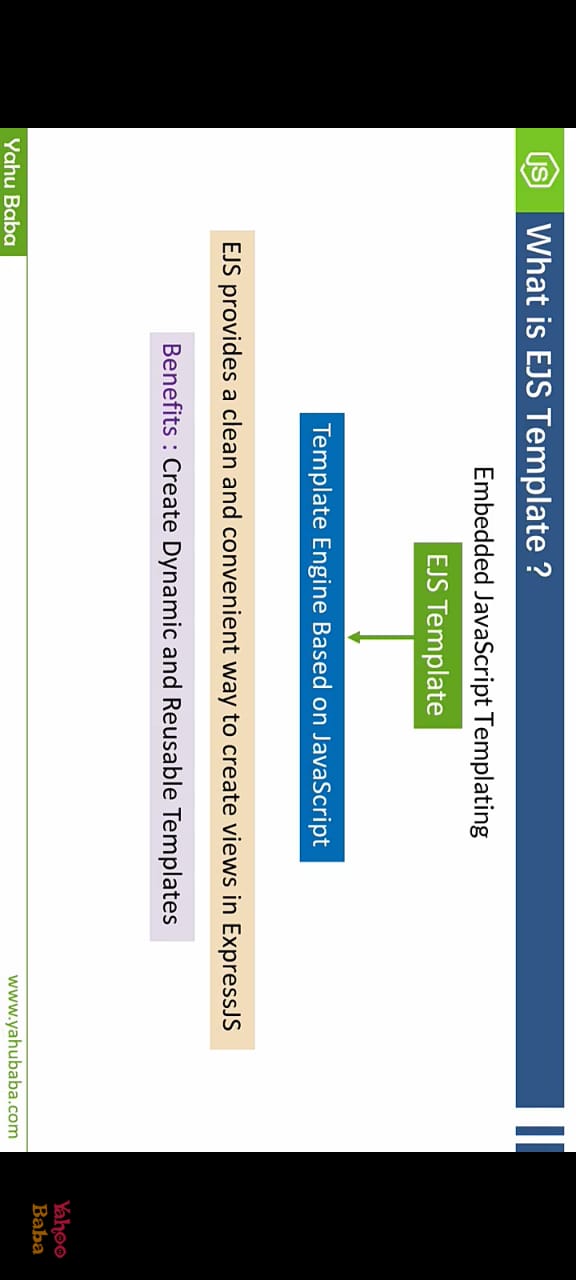 JS
What is EJS Template ?
Embedded JavaScript Templating
EJS Template
Template Engine Based on JavaScript
EJS provides a clean and convenient way to create views in ExpressJS
Benefits : Create Dynamic and Reusable Templates
Yahu Baba
www.yahubaba.com
Yahoo
Baba